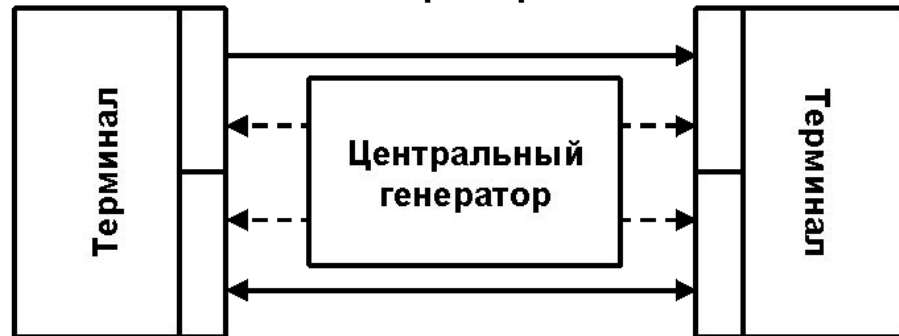 Терминал
Центральный
генератор
Терминал